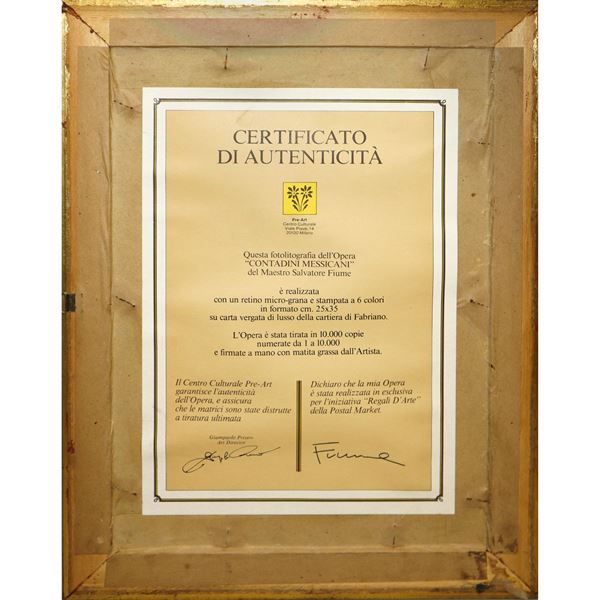 CERTIFICATO
DI AUTENTICITÀ
Pre-Art
Centro Culturale
Viale Piave, 14
20130 Milano
Questa fotolitografia dell'Opera
"CONTADINI MESSICANI"
del Maestro Salvatore Fiume
è realizzata
con un retino micro-grana e stampata a 6 colori
in formato cm. 25x35
su carta vergata di lusso della cartiera di Fabriano.
L'Opera è stata tirata in 10.000 copie
numerate da 1 a 10.000
e firmate a mano con matita grassa dall'Artista.
Il Centro Culturale Pre-Art
garantisce l'autenticità
dell'Opera, e assicura
che le matrici sono state distrutte
a tiratura ultimata
Giampaolo
Art Director
Dichiaro che la mia Opera
è stata realizzata in esclusiva
per l'iniziativa "Regali D'Arte"
della Postal Market.
Fiume